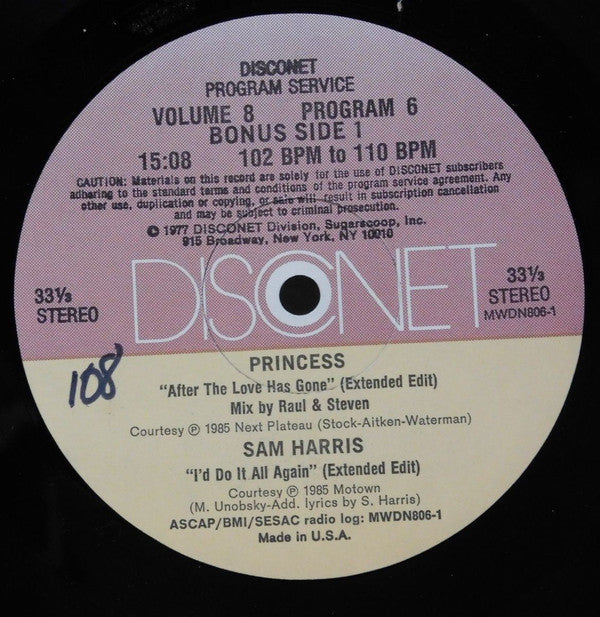 DISCONET
PROGRAM SERVICE
VOLUME 8 PROGRAM 6
BONUS SIDE 1
15:08 102 BPM to 110 BPM
CAUTION: Materials on this record are solely for the use of DISCONET subscribers
adhering to the standard terms and conditions of the program service agreement. Any
other use, duplication or copying, or sale will result in subscription cancellation
and may be subject to criminal prosecution.
© 1977 DISCONET Division, Sugarscoop, Inc.
915 Broadway, New York, NY 10010
DISCONET
33⅓
STEREO
33⅓
STEREO
MWDN806-1
108
PRINCESS
"After The Love Has Gone" (Extended Edit)
Mix by Raul & Steven
Courtesy ℗ 1985 Next Plateau (Stock-Aitken-Waterman)
SAM HARRIS
"I'd Do It All Again" (Extended Edit)
Courtesy ℗ 1985 Motown
(M. Unobsky-Add. lyrics by S. Harris)
ASCAP/BMI/SESAC radio log: MWDN806-1
Made in U.S.A.